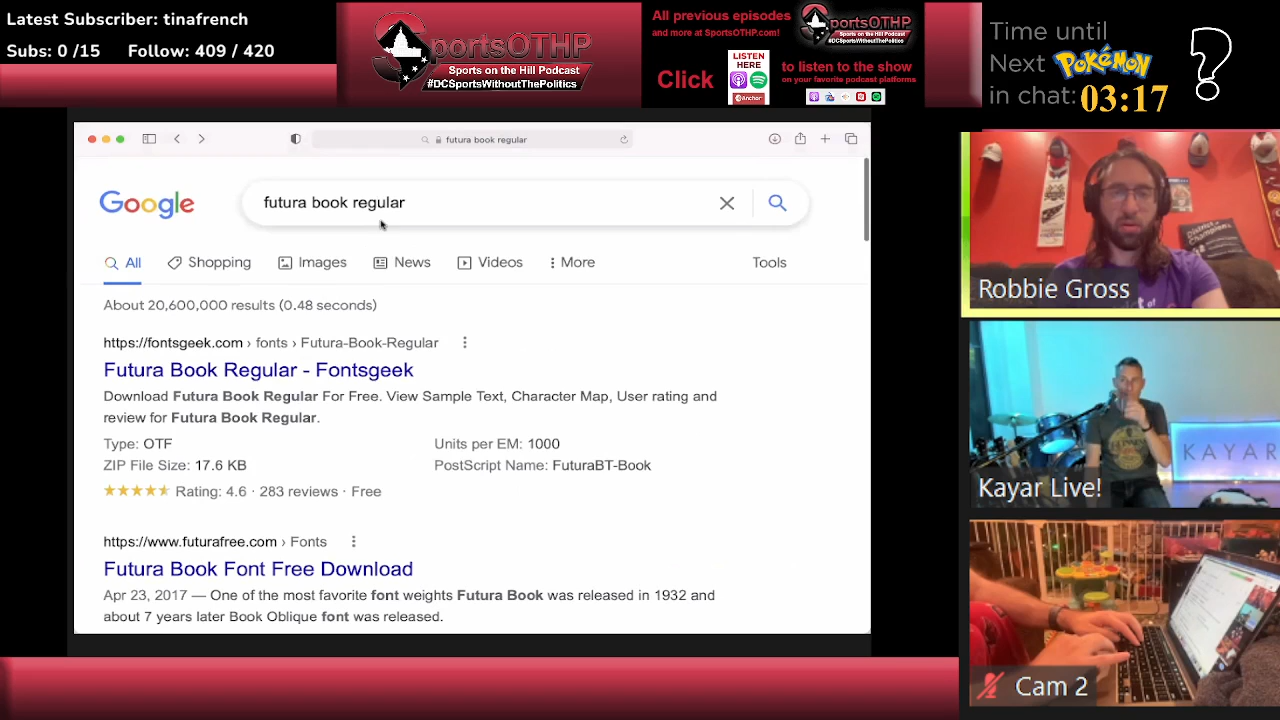 Latest Subscriber: tinafrench
Subs: 0 /15 Follow: 409 / 420
SportsOTHP
Sports on the Hill Podcast
#DCSportsWithoutThePolitics
All previous episodes
and more at SportsOTHP.com!
Click
LISTEN
HERE
Anchor
to listen to the show
on your favorite podcast platforms
SportsOTHP
Sports on the Hill Podcast
#DCSportsWithoutThePolitics
Time until
Next POKéMON
in chat: 03:17
?
futura book regular
Google
futura book regular
All Shopping Images News Videos More Tools
About 20,600,000 results (0.48 seconds)
https://fontsgeek.com › fonts › Futura-Book-Regular
Futura Book Regular - Fontsgeek
Download Futura Book Regular For Free. View Sample Text, Character Map, User rating and
review for Futura Book Regular.
Type: OTF Units per EM: 1000
ZIP File Size: 17.6 KB PostScript Name: FuturaBT-Book
Rating: 4.6 · 283 reviews · Free
https://www.futurafree.com › Fonts
Futura Book Font Free Download
Apr 23, 2017 — One of the most favorite font weights Futura Book was released in 1932 and
about 7 years later Book Oblique font was released.
Robbie Gross
KAYAR
Kayar Live!
Cam 2